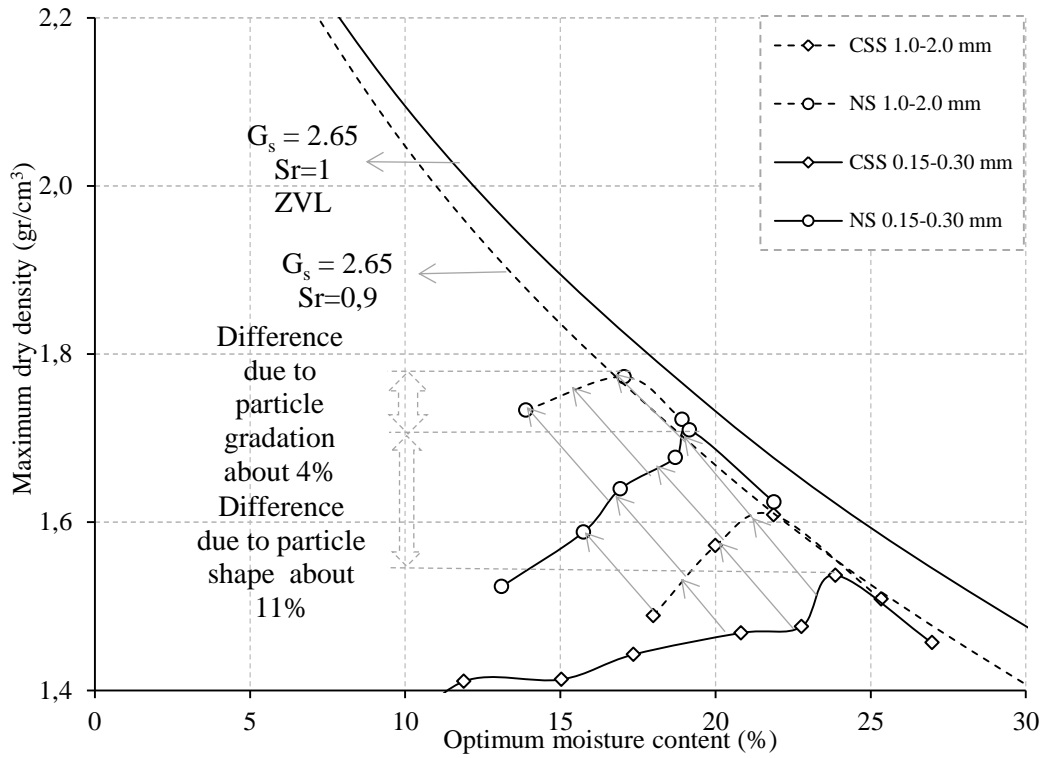 2,2
2,0
1,8
1,6
1,4
Maximum dry density (gr/cm³)
Gₛ = 2.65
Sr=1
ZVL
Gₛ = 2.65
Sr=0,9
Difference
due to
particle
gradation
about 4%
Difference
due to particle
shape about
11%
CSS 1.0-2.0 mm
NS 1.0-2.0 mm
CSS 0.15-0.30 mm
NS 0.15-0.30 mm
0 5 10 15 20 25 30
Optimum moisture content (%)